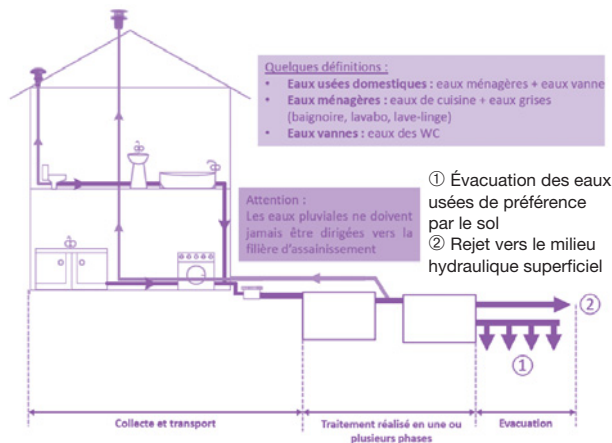 Quelques définitions :
• Eaux usées domestiques : eaux ménagères + eaux vanne
• Eaux ménagères : eaux de cuisine + eaux grises
(baignoire, lavabo, lave-linge)
• Eaux vannes : eaux des WC
Attention :
Les eaux pluviales ne doivent
jamais être dirigées vers la
filière d'assainissement
① Évacuation des eaux
usées de préférence
par le sol
② Rejet vers le milieu
hydraulique superficiel
②
①
Collecte et transport
Traitement réalisé en une ou
plusieurs phases
Evacuation